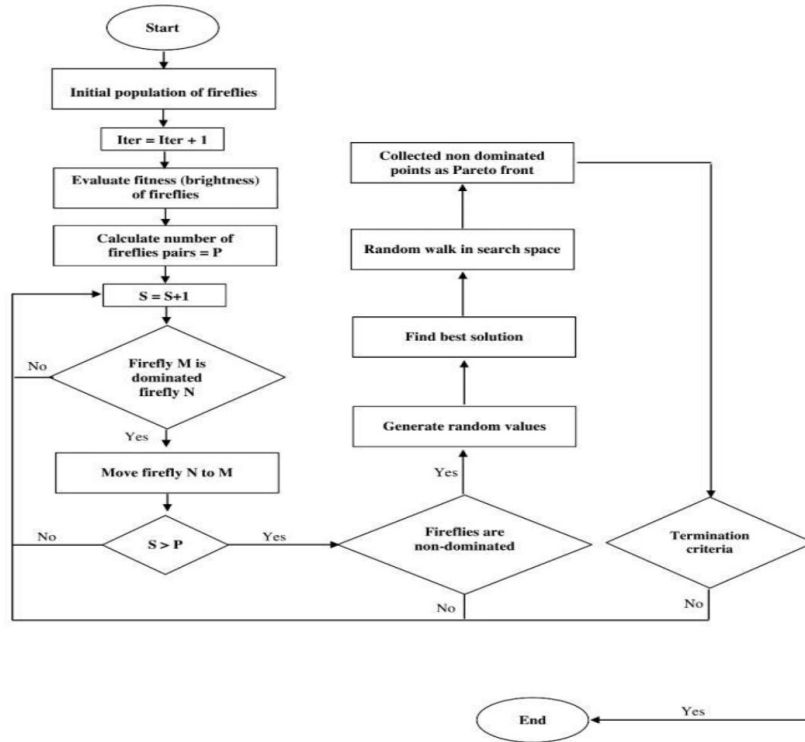 Start
Initial population of fireflies
Iter = Iter + 1
Evaluate fitness (brightness)
of fireflies
Calculate number of
fireflies pairs = P
S = S+1
No
Firefly M is
dominated
firefly N
Yes
Move firefly N to M
No
S > P
Yes
Fireflies are
non-dominated
No
Yes
Generate random values
Find best solution
Random walk in search space
Collected non dominated
points as Pareto front
Termination
criteria
No
Yes
End